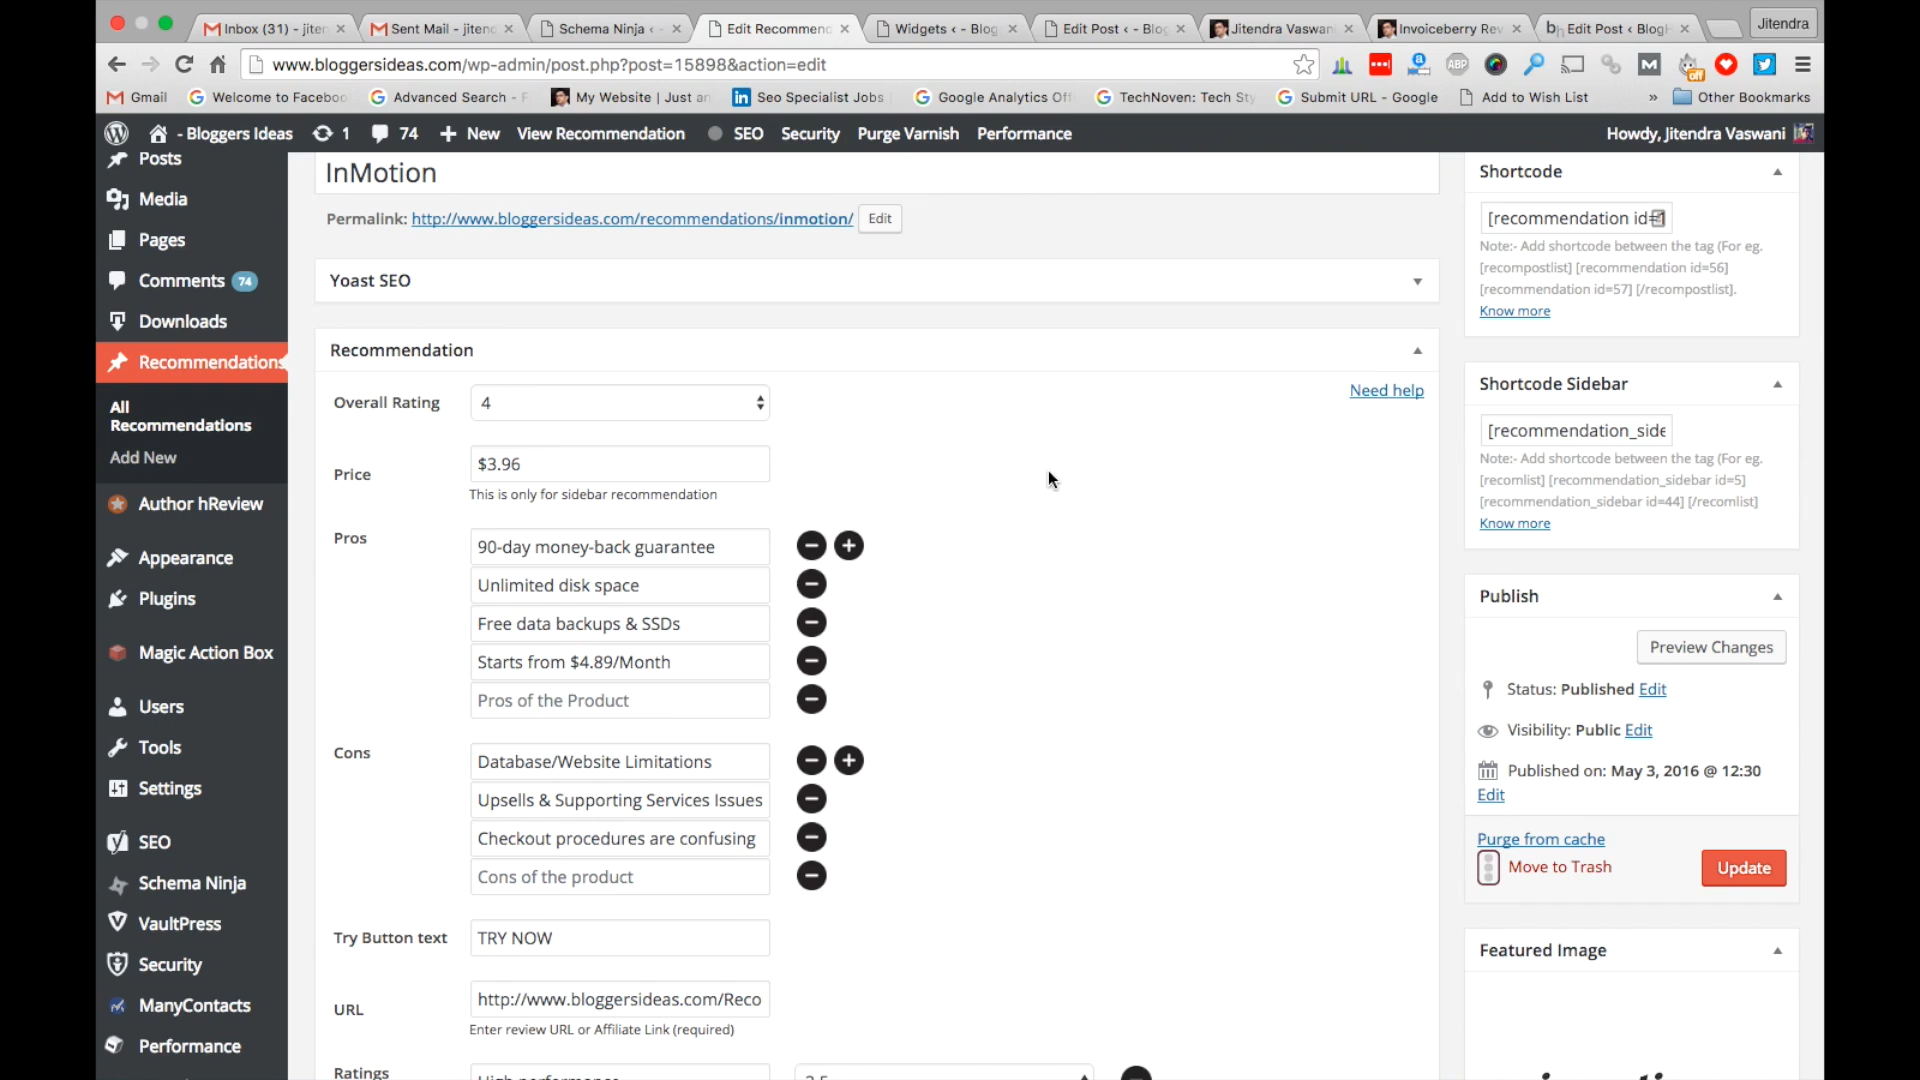 Inbox (31) - jiten
Sent Mail - jitend
Schema Ninja ‹ -
Edit Recommend
Widgets ‹ - Blog
Edit Post ‹ - Blog
Jitendra Vaswani
Invoiceberry Rev
Edit Post ‹ BlogH
Jitendra
www.bloggersideas.com/wp-admin/post.php?post=15898&action=edit
ABP
M
off
Gmail
Welcome to Faceboo
Advanced Search - F
My Website | Just an
Seo Specialist Jobs
Google Analytics Off
TechNoven: Tech Sty
Submit URL - Google
Add to Wish List
»
Other Bookmarks
- Bloggers Ideas
1
74
New
View Recommendation
SEO
Security
Purge Varnish
Performance
Howdy, Jitendra Vaswani
Posts
Media
Pages
Comments 74
Downloads
Recommendations
All
Recommendations
Add New
Author hReview
Appearance
Plugins
Magic Action Box
Users
Tools
Settings
SEO
Schema Ninja
VaultPress
Security
ManyContacts
Performance
InMotion
Permalink: http://www.bloggersideas.com/recommendations/inmotion/ Edit
Yoast SEO
Recommendation
Need help
Overall Rating 4
Price $3.96
This is only for sidebar recommendation
Pros 90-day money-back guarantee
Unlimited disk space
Free data backups & SSDs
Starts from $4.89/Month
Pros of the Product
Cons Database/Website Limitations
Upsells & Supporting Services Issues
Checkout procedures are confusing
Cons of the product
Try Button text TRY NOW
URL http://www.bloggersideas.com/Reco
Enter review URL or Affiliate Link (required)
Ratings High performance 3.5
Shortcode
[recommendation id=
Note:- Add shortcode between the tag (For eg.
[recompostlist] [recommendation id=56]
[recommendation id=57] [/recompostlist].
Know more
Shortcode Sidebar
[recommendation_side
Note:- Add shortcode between the tag (For eg.
[recomlist] [recommendation_sidebar id=5]
[recommendation_sidebar id=44] [/recomlist]
Know more
Publish
Preview Changes
Status: Published Edit
Visibility: Public Edit
Published on: May 3, 2016 @ 12:30
Edit
Purge from cache
Move to Trash
Update
Featured Image